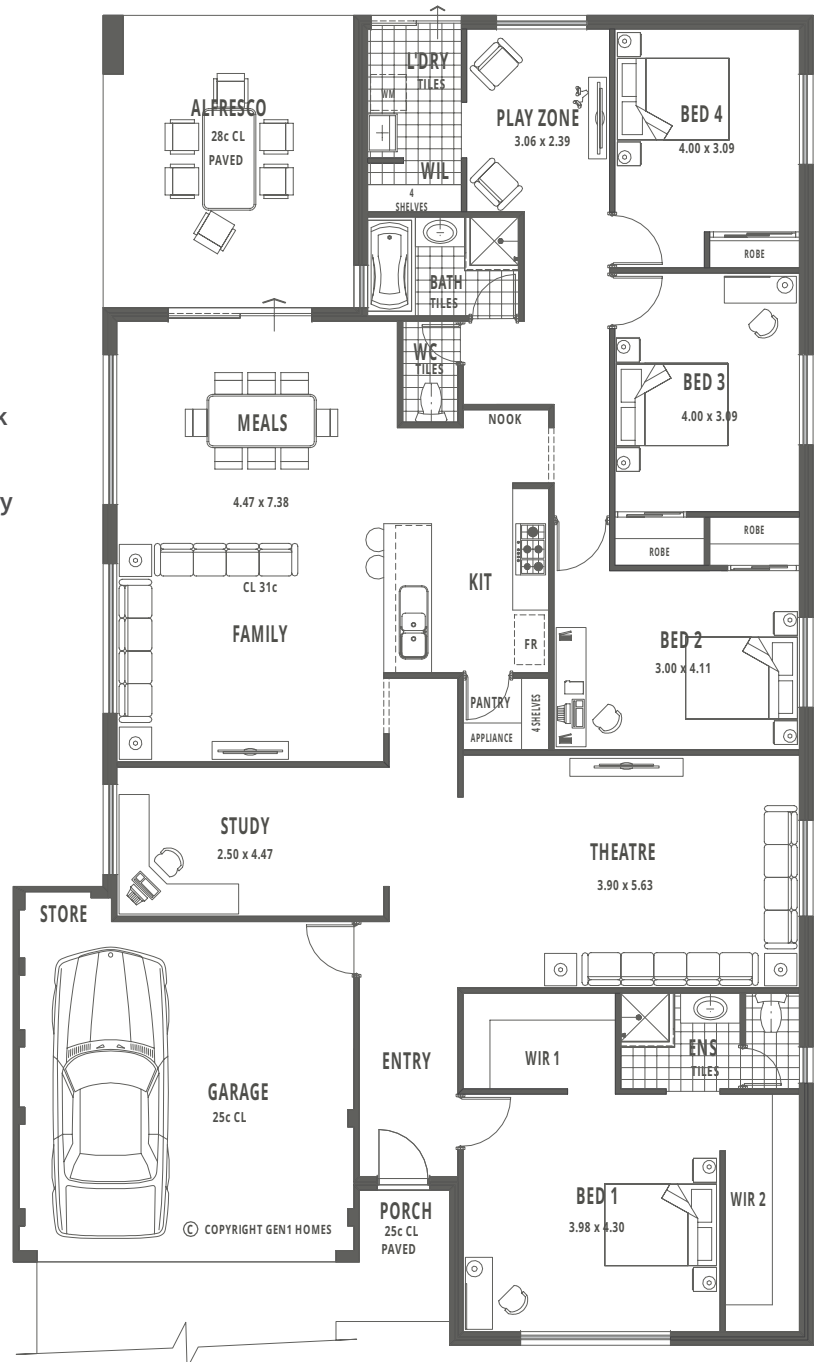 L'DRY
TILES
WM
WIL
4
SHELVES
PLAY ZONE
3.06 x 2.39
BED 4
4.00 x 3.09
ROBE
ALFRESCO
28c CL
PAVED
BATH
TILES
WC
TILES
BED 3
4.00 x 3.09
k
NOOK
MEALS
y
4.47 x 7.38
ROBE
ROBE
CL 31c
KIT
FAMILY
FR
BED 2
3.00 x 4.11
PANTRY
4 SHELVES
APPLIANCE
STUDY
2.50 x 4.47
THEATRE
3.90 x 5.63
STORE
ENTRY
WIR 1
ENS
TILES
GARAGE
25c CL
BED 1
3.98 x 4.30
WIR 2
PORCH
25c CL
PAVED
© COPYRIGHT GEN1 HOMES